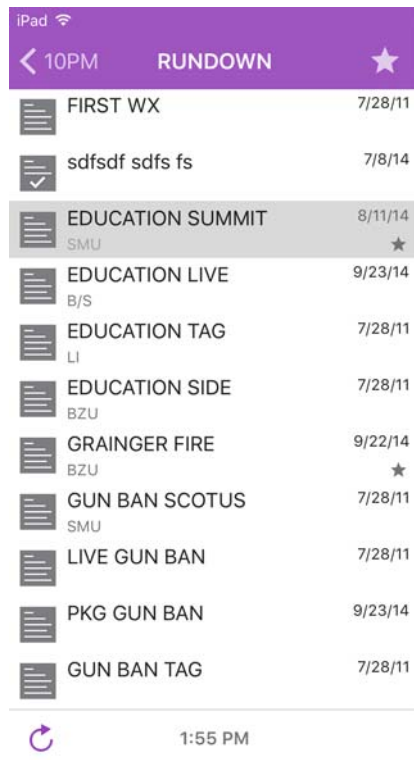 iPad
10PM RUNDOWN
FIRST WX 7/28/11
sdfsdf sdfs fs 7/8/14
EDUCATION SUMMIT 8/11/14
SMU
EDUCATION LIVE 9/23/14
B/S
EDUCATION TAG 7/28/11
LI
EDUCATION SIDE 7/28/11
BZU
GRAINGER FIRE 9/22/14
BZU
GUN BAN SCOTUS 7/28/11
SMU
LIVE GUN BAN 7/28/11
PKG GUN BAN 9/23/14
GUN BAN TAG 7/28/11
1:55 PM